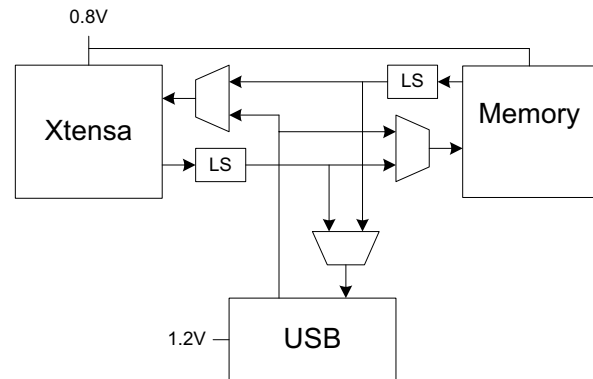 0.8V
LS
Xtensa
Memory
LS
1.2V
USB